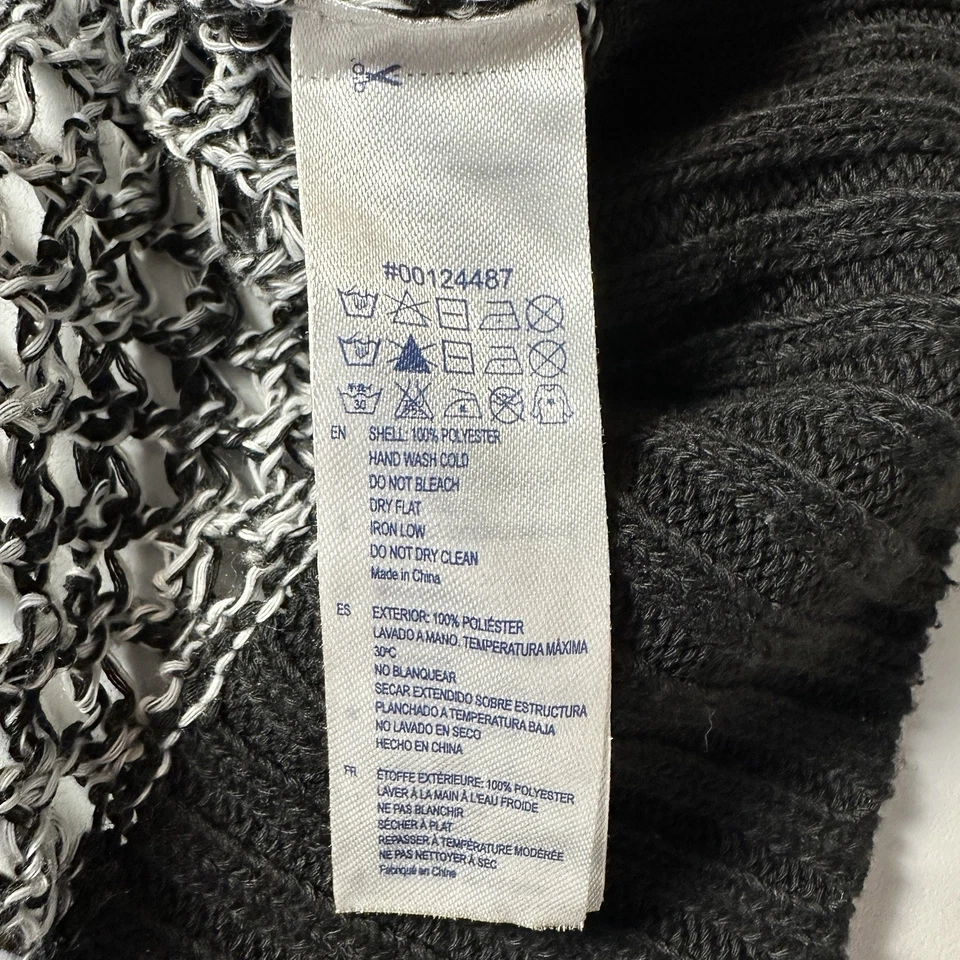 #00124487
30
EN SHELL: 100% POLYESTER
HAND WASH COLD
DO NOT BLEACH
DRY FLAT
IRON LOW
DO NOT DRY CLEAN
Made in China
ES EXTERIOR: 100% POLIÉSTER
LAVADO A MANO. TEMPERATURA MÁXIMA
30ºC
NO BLANQUEAR
SECAR EXTENDIDO SOBRE ESTRUCTURA
PLANCHADO A TEMPERATURA BAJA
NO LAVADO EN SECO
HECHO EN CHINA
FR ÉTOFFE EXTÉRIEURE: 100% POLYESTER
LAVER À LA MAIN À L'EAU FROIDE
NE PAS BLANCHIR
SÉCHER À PLAT
REPASSER À TEMPÉRATURE MODÉRÉE
NE PAS NETTOYER À SEC
Fabriqué en Chine